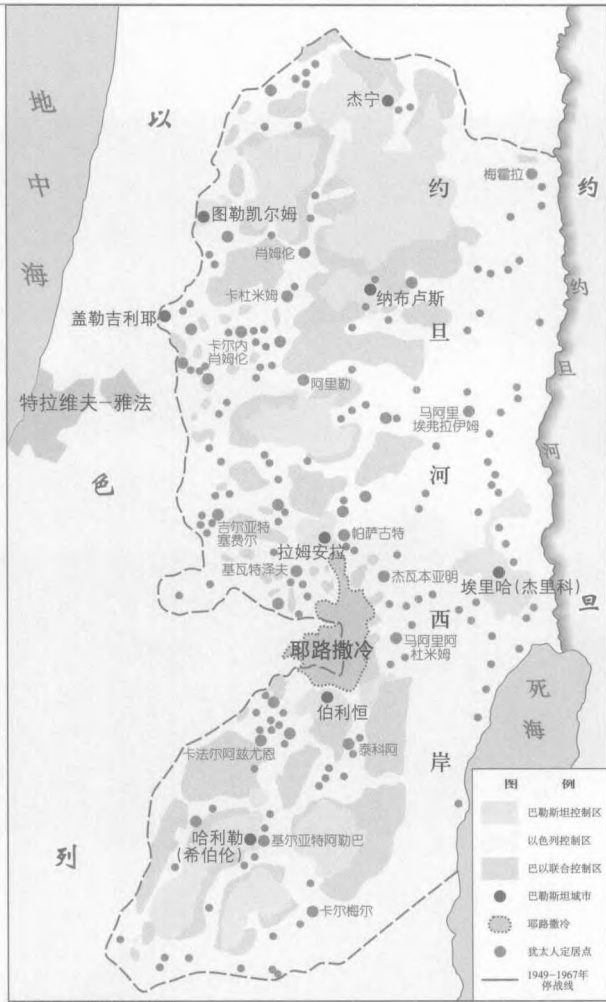 地中海
以色列
约旦河西岸
约旦
约旦河
死海
杰宁
梅霍拉
图勒凯尔姆
肖姆伦
卡杜米姆
纳布卢斯
盖勒吉利耶
卡尔内
肖姆伦
阿里勒
特拉维夫-雅法
马阿里
埃弗拉伊姆
吉尔亚特
塞费尔
帕萨古特
拉姆安拉
基瓦特泽夫
杰瓦本亚明
埃里哈(杰里科)
耶路撒冷
马阿里阿
杜米姆
伯利恒
卡法尔阿兹尤恩
泰科阿
哈利勒
(希伯伦)
基尔亚特阿勒巴
卡尔梅尔
图 例
巴勒斯坦控制区
以色列控制区
巴以联合控制区
巴勒斯坦城市
耶路撒冷
犹太人定居点
1949-1967年
停战线